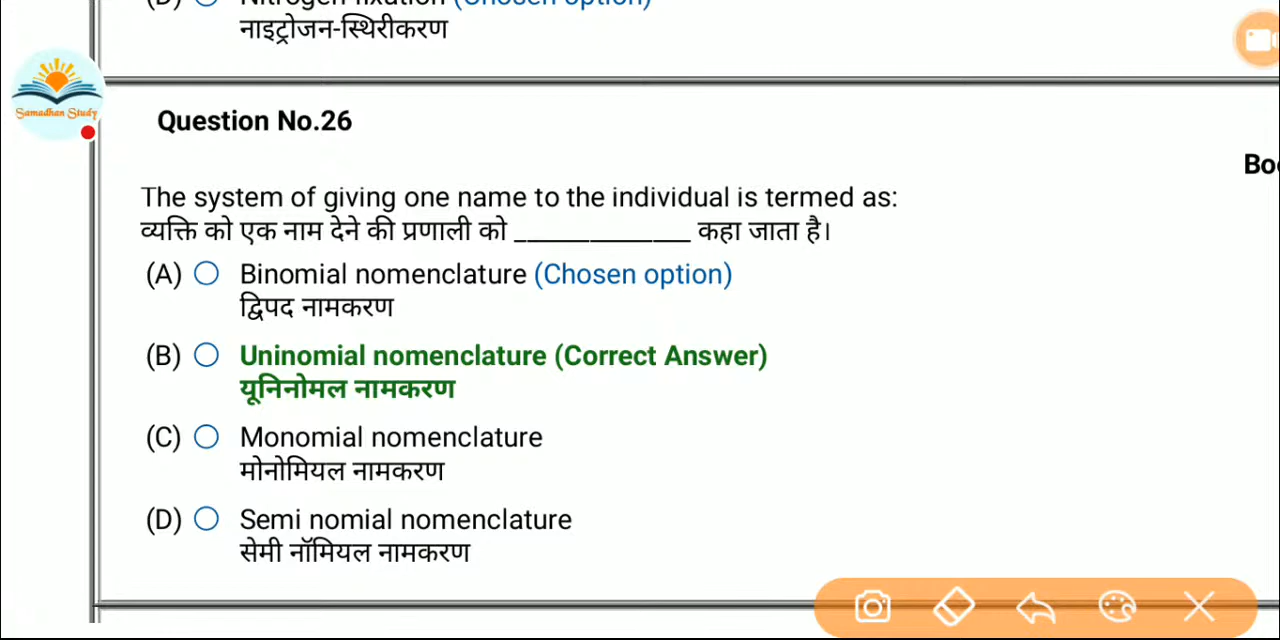 नाइट्रोजन-स्थिरीकरण
Samadhan Study
Question No.26
The system of giving one name to the individual is termed as:
व्यक्ति को एक नाम देने की प्रणाली को _____________ कहा जाता है।
(A) Binomial nomenclature (Chosen option)
द्विपद नामकरण
(B) Uninomial nomenclature (Correct Answer)
यूनिनोमल नामकरण
(C) Monomial nomenclature
मोनोमियल नामकरण
(D) Semi nomial nomenclature
सेमी नॉमियल नामकरण